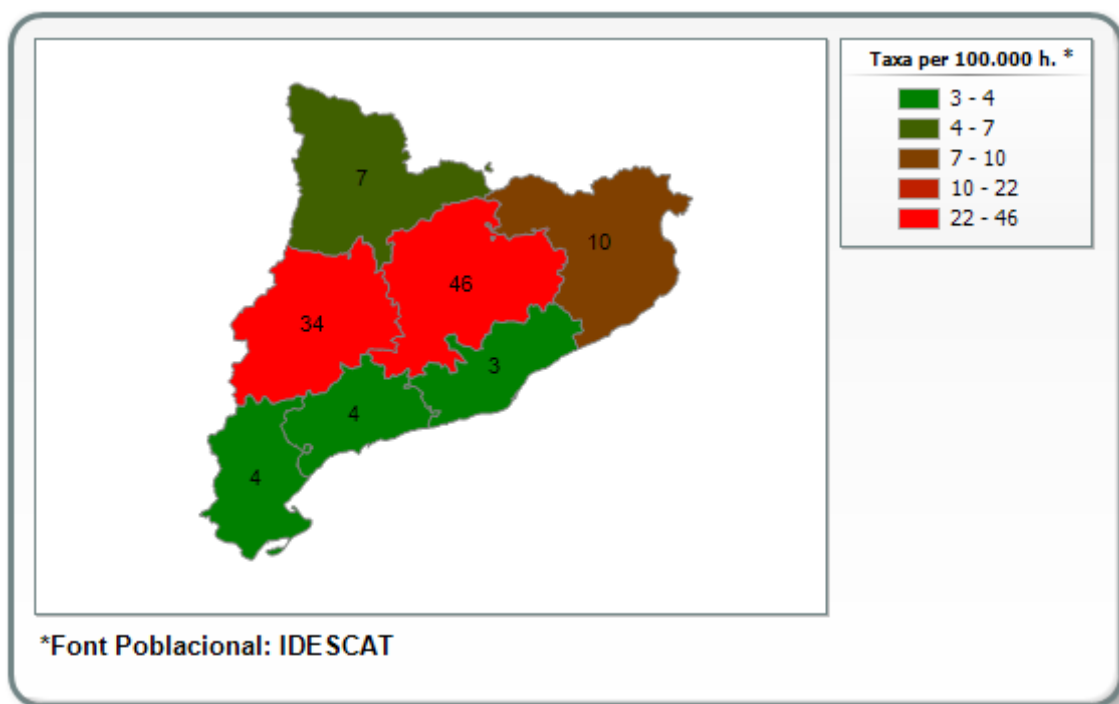 Taxa per 100.000 h. *
3 - 4
4 - 7
7 - 10
10 - 22
22 - 46
7
10
46
34
3
4
4
*Font Poblacional: IDESCAT